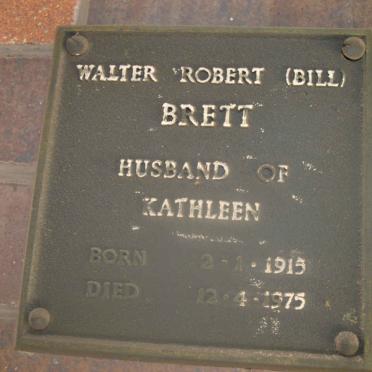 WALTER ROBERT (BILL)
BRETT
HUSBAND OF
KATHLEEN
BORN 2-1-1915
DIED 12-4-1975